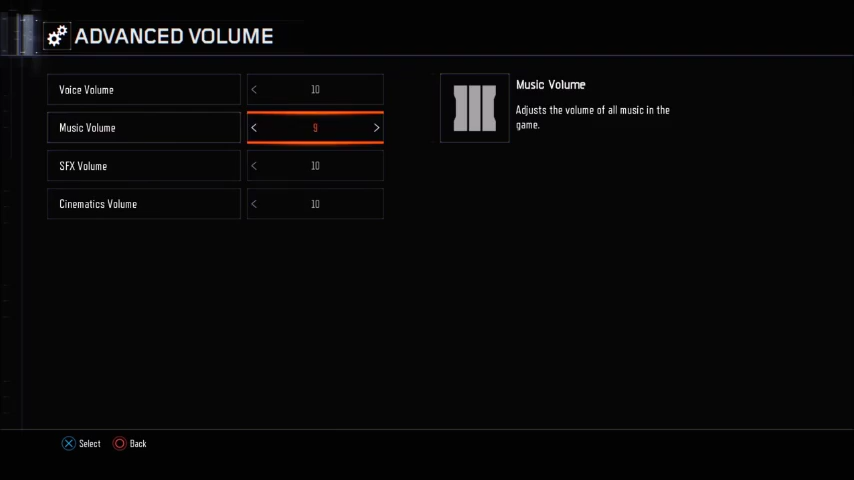 ADVANCED VOLUME
Voice Volume < 10
Music Volume < 9 >
SFX Volume < 10
Cinematics Volume < 10
Music Volume
Adjusts the volume of all music in the
game.
Select Back